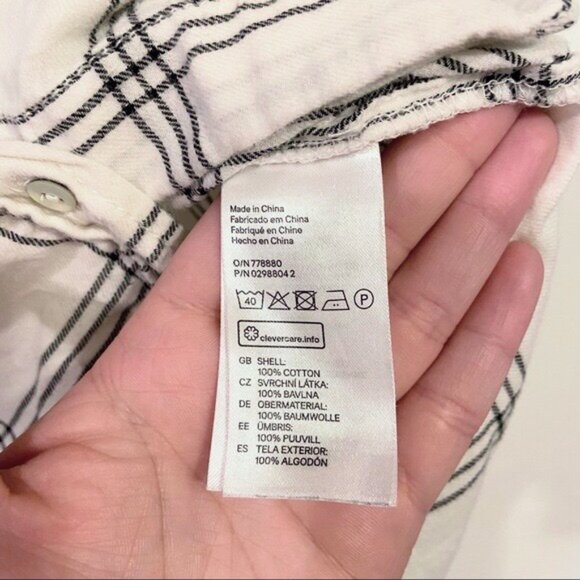 Made in China
Fabricado em China
Fabriqué en Chine
Hecho en China
O/N 778880
P/N 02988042
40 P
clevercare.info
GB SHELL:
100% COTTON
CZ SVRCHNÍ LÁTKA:
100% BAVLNA
DE OBERMATERIAL:
100% BAUMWOLLE
EE ÜMBRIS:
100% PUUVILL
ES TELA EXTERIOR:
100% ALGODÓN